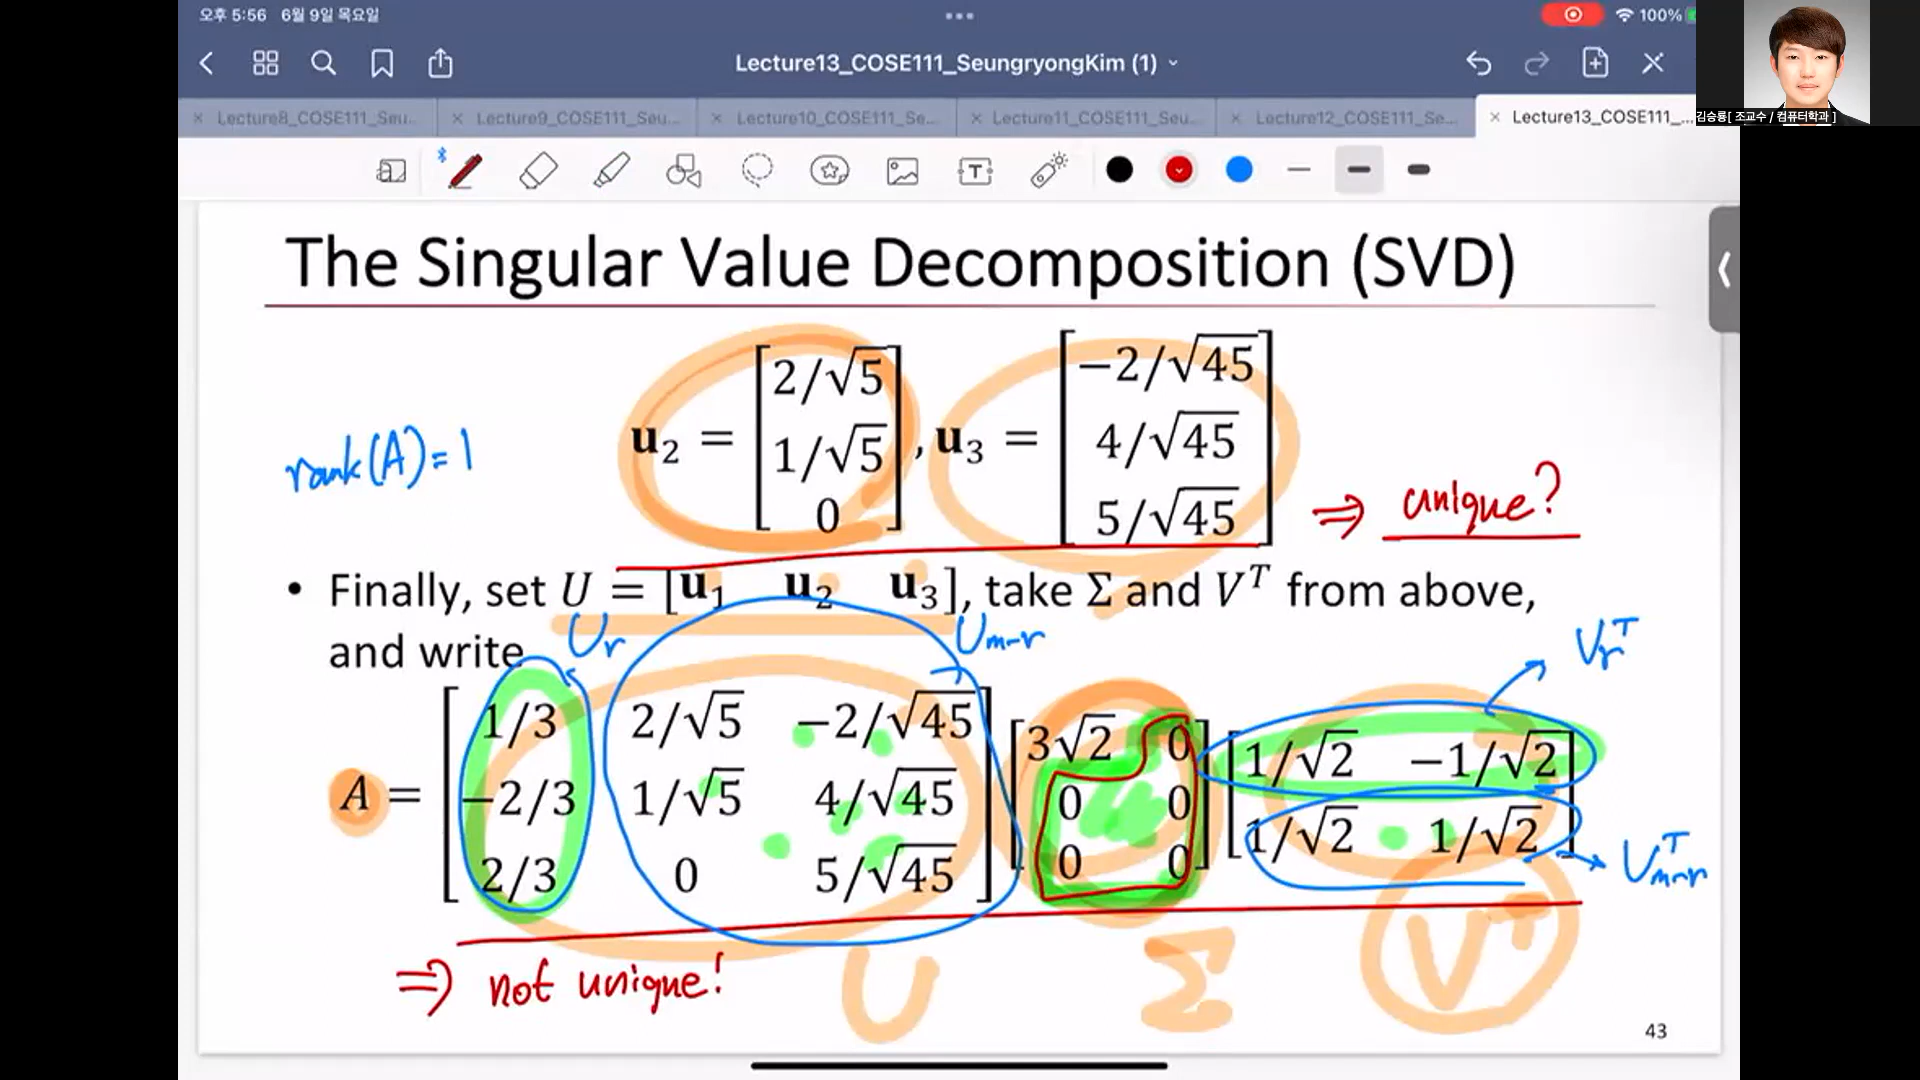 오후 5:56 6월 9일 목요일
100%
Lecture13_COSE111_SeungryongKim (1)
Lecture8_COSE111_Seu...
Lecture9_COSE111_Seu...
Lecture10_COSE111_Se...
Lecture11_COSE111_Seu...
Lecture12_COSE111_Se...
Lecture13_COSE111_...
김승룡[ 조교수 / 컴퓨터학과 ]
The Singular Value Decomposition (SVD)
rank(A)=1
u₂ = [2/√5 1/√5 0], u₃ = [−2/√45 4/√45 5/√45]
⇒ unique?
• Finally, set U = [u₁ u₂ u₃], take Σ and Vᵀ from above,
and write
Uᵣ
Uₘ₋ᵣ
Vᵣᵀ
A = [1/3 2/√5 −2/√45
−2/3 1/√5 4/√45
2/3 0 5/√45] [3√2 0
0 0
0 0] [1/√2 −1/√2
1/√2 1/√2]
Uₘ₋ᵣᵀ
⇒ not unique!
U Σ Vᵀ
43